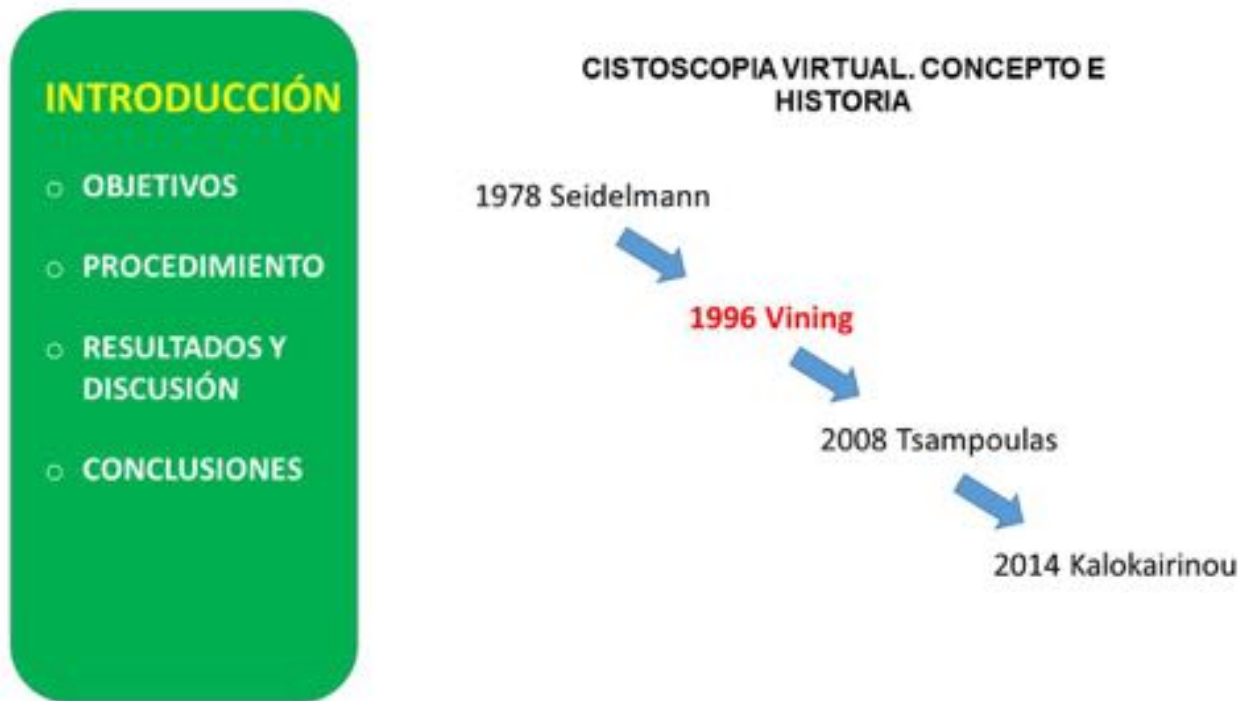 INTRODUCCIÓN
OBJETIVOS
PROCEDIMIENTO
RESULTADOS Y
DISCUSIÓN
CONCLUSIONES
CISTOSCOPIA VIRTUAL. CONCEPTO E
HISTORIA
1978 Seidelmann
1996 Vining
2008 Tsampoulas
2014 Kalokairinou